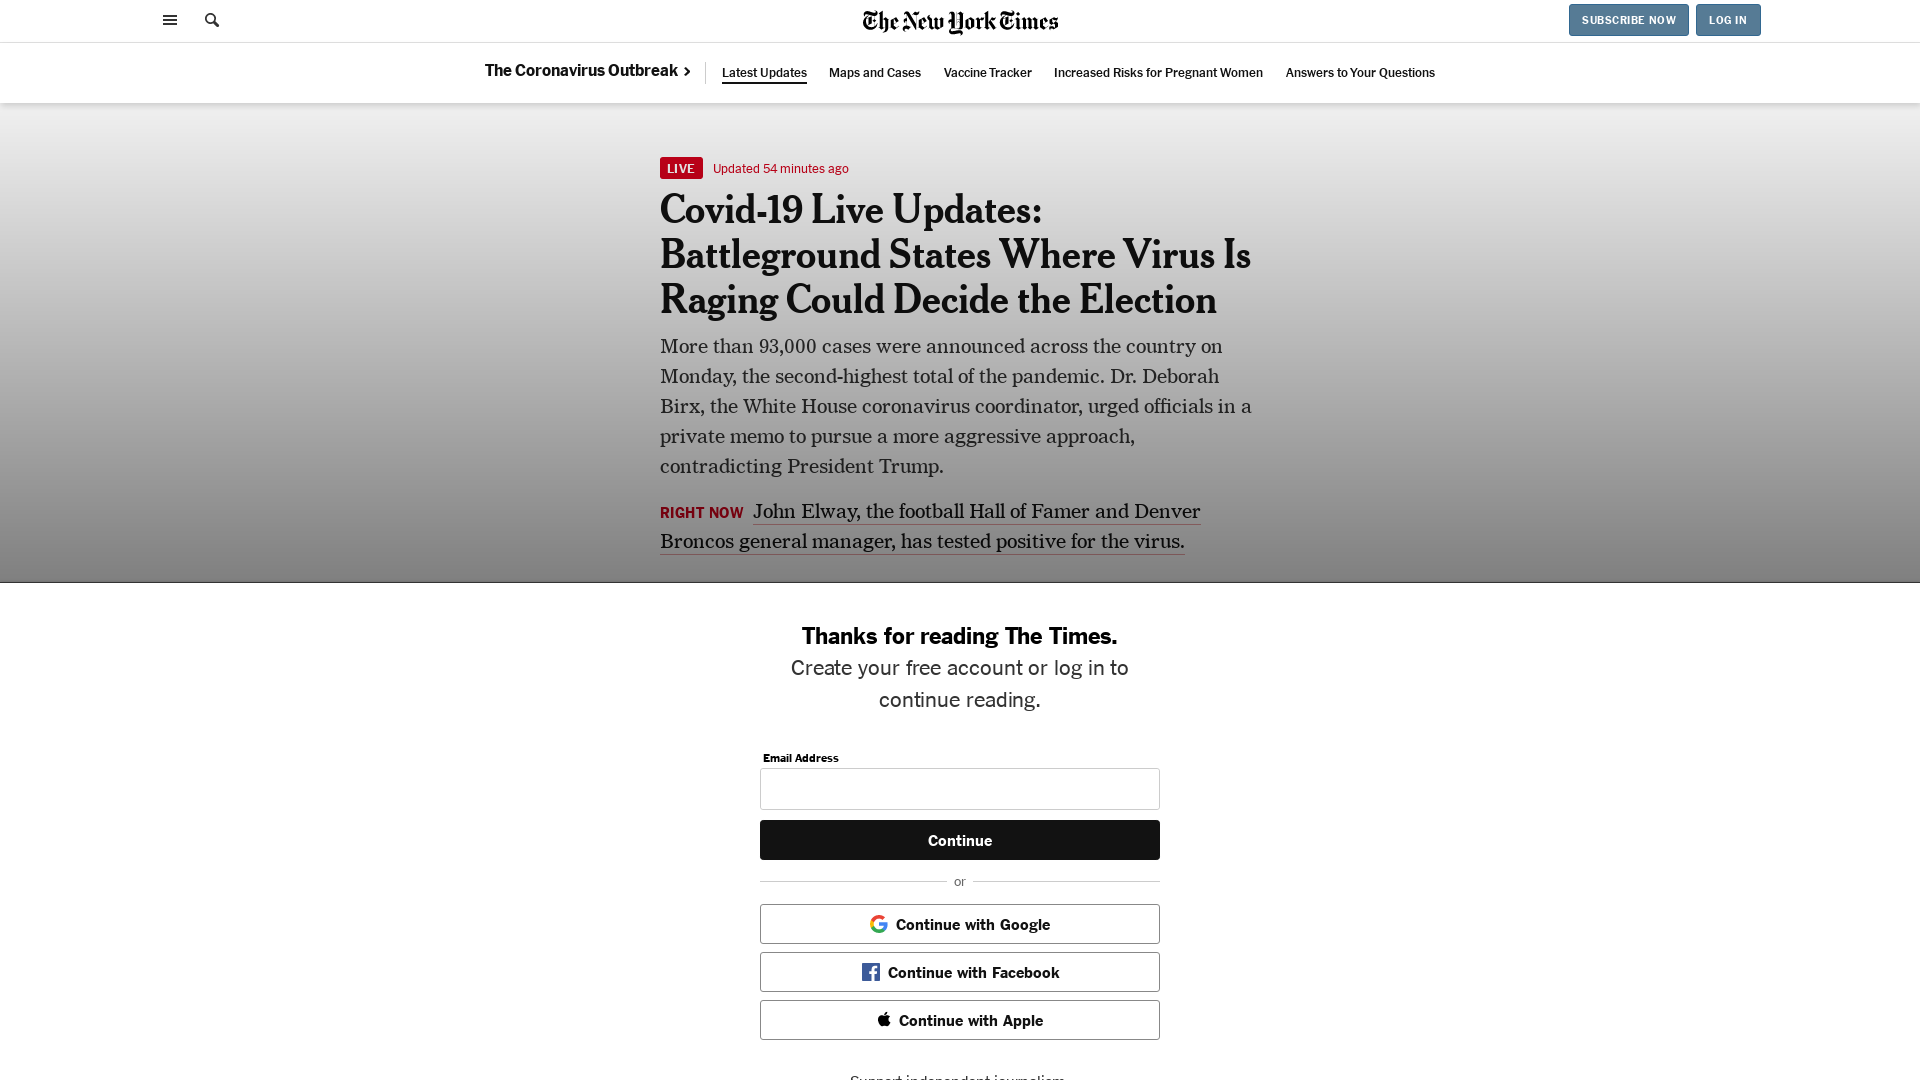 The New York Times
SUBSCRIBE NOW
LOG IN
The Coronavirus Outbreak
Latest Updates
Maps and Cases
Vaccine Tracker
Increased Risks for Pregnant Women
Answers to Your Questions
LIVE Updated 54 minutes ago
Covid-19 Live Updates:
Battleground States Where Virus Is
Raging Could Decide the Election
More than 93,000 cases were announced across the country on
Monday, the second-highest total of the pandemic. Dr. Deborah
Birx, the White House coronavirus coordinator, urged officials in a
private memo to pursue a more aggressive approach,
contradicting President Trump.
RIGHT NOW John Elway, the football Hall of Famer and Denver
Broncos general manager, has tested positive for the virus.
Thanks for reading The Times.
Create your free account or log in to
continue reading.
Email Address
Continue
or
Continue with Google
Continue with Facebook
Continue with Apple
Support independent journalism.